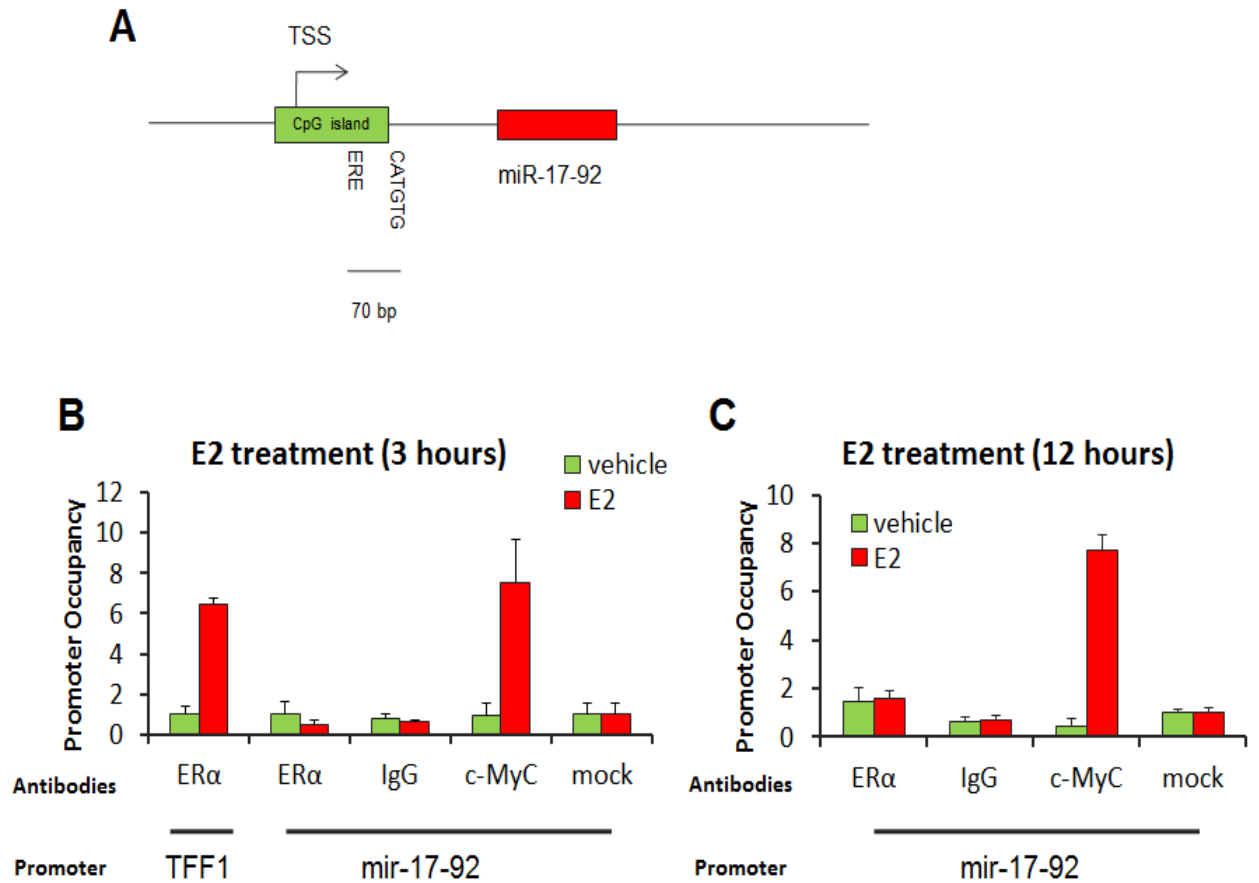 A
TSS
CpG island
ERE
CATGTG
miR-17-92
70 bp
B
E2 treatment (3 hours)
vehicle
E2
Promoter Occupancy
12
10
8
6
4
2
0
Antibodies
ERα
ERα
IgG
c-MyC
mock
Promoter
TFF1
mir-17-92
C
E2 treatment (12 hours)
vehicle
E2
Promoter Occupancy
10
8
6
4
2
0
Antibodies
ERα
IgG
c-MyC
mock
Promoter
mir-17-92